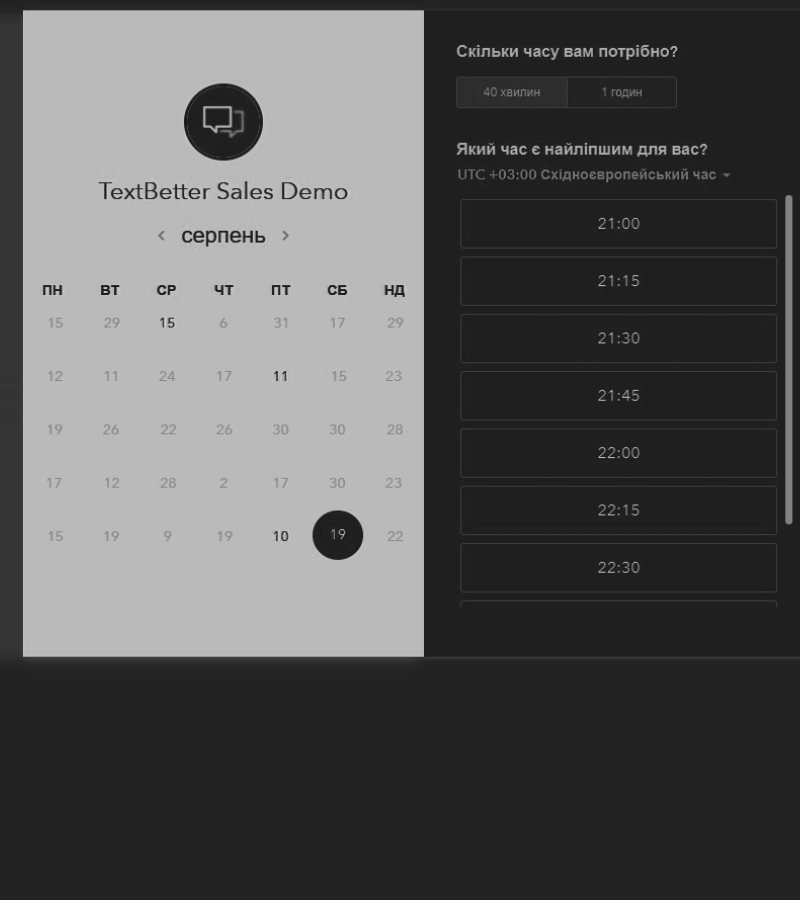 TextBetter Sales Demo
серпень
ПН ВТ СР ЧТ ПТ СБ НД
15 29 15 6 31 17 29
12 11 24 17 11 15 23
19 26 22 26 30 30 28
17 12 28 2 17 30 23
15 19 9 19 10 19 22
Скільки часу вам потрібно?
40 хвилин 1 годин
Який час є найліпшим для вас?
UTC +03:00 Східноєвропейський час
21:00
21:15
21:30
21:45
22:00
22:15
22:30